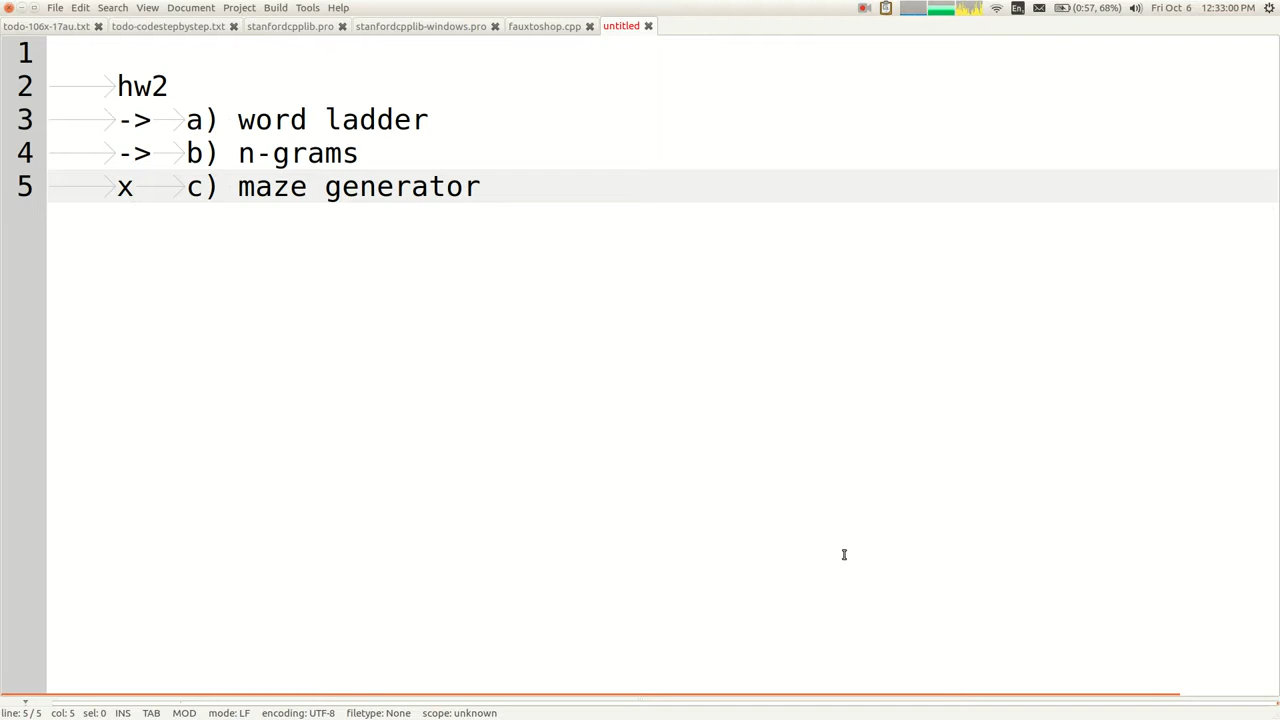 File Edit Search View Document Project Build Tools Help En (0:57, 68%) Fri Oct 6 12:33:00 PM
todo-106x-17au.txt todo-codestepbystep.txt stanfordcpplib.pro stanfordcpplib-windows.pro fauxtoshop.cpp untitled
1
2 hw2
3 -> a) word ladder
4 -> b) n-grams
5 x c) maze generator
line: 5 / 5 col: 5 sel: 0 INS TAB MOD mode: LF encoding: UTF-8 filetype: None scope: unknown